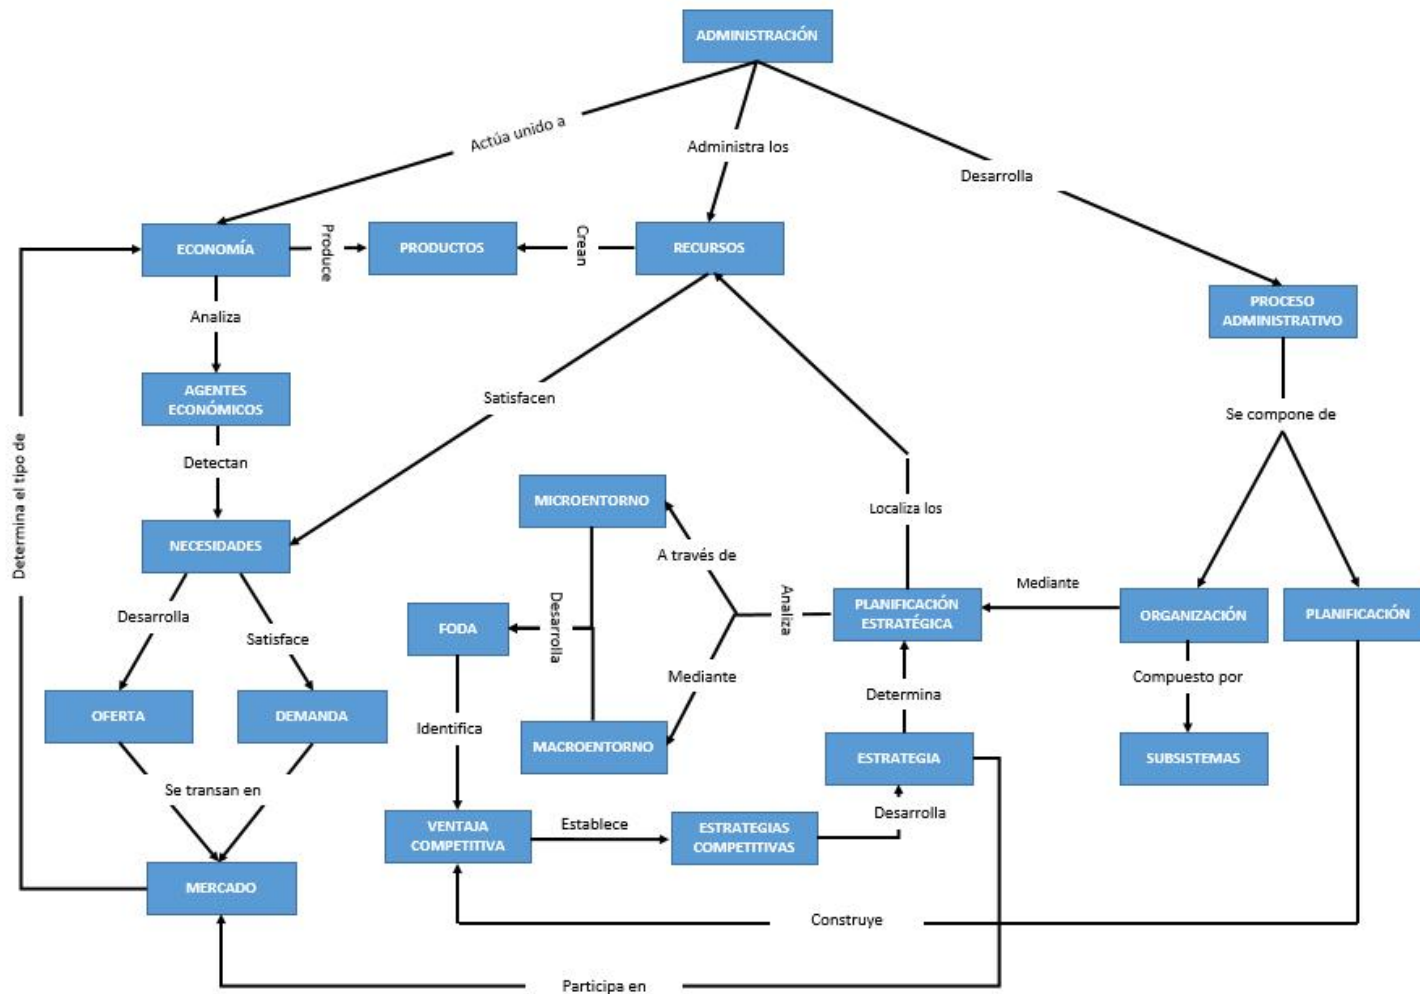 ADMINISTRACIÓN
Actúa unido a
Administra los
Desarrolla
ECONOMÍA
Produce
PRODUCTOS
Crean
RECURSOS
PROCESO
ADMINISTRATIVO
Analiza
AGENTES
ECONÓMICOS
Satisfacen
Se compone de
Determina el tipo de
Detectan
MICROENTORNO
Localiza los
NECESIDADES
A través de
Mediante
Desarrolla
Desarrolla
Analiza
PLANIFICACIÓN
ESTRATÉGICA
ORGANIZACIÓN
PLANIFICACIÓN
FODA
Satisface
Mediante
Compuesto por
Determina
OFERTA
DEMANDA
Identifica
MACROENTORNO
ESTRATEGIA
SUBSISTEMAS
Se transan en
VENTAJA
COMPETITIVA
Establece
ESTRATEGIAS
COMPETITIVAS
Desarrolla
MERCADO
Construye
Participa en